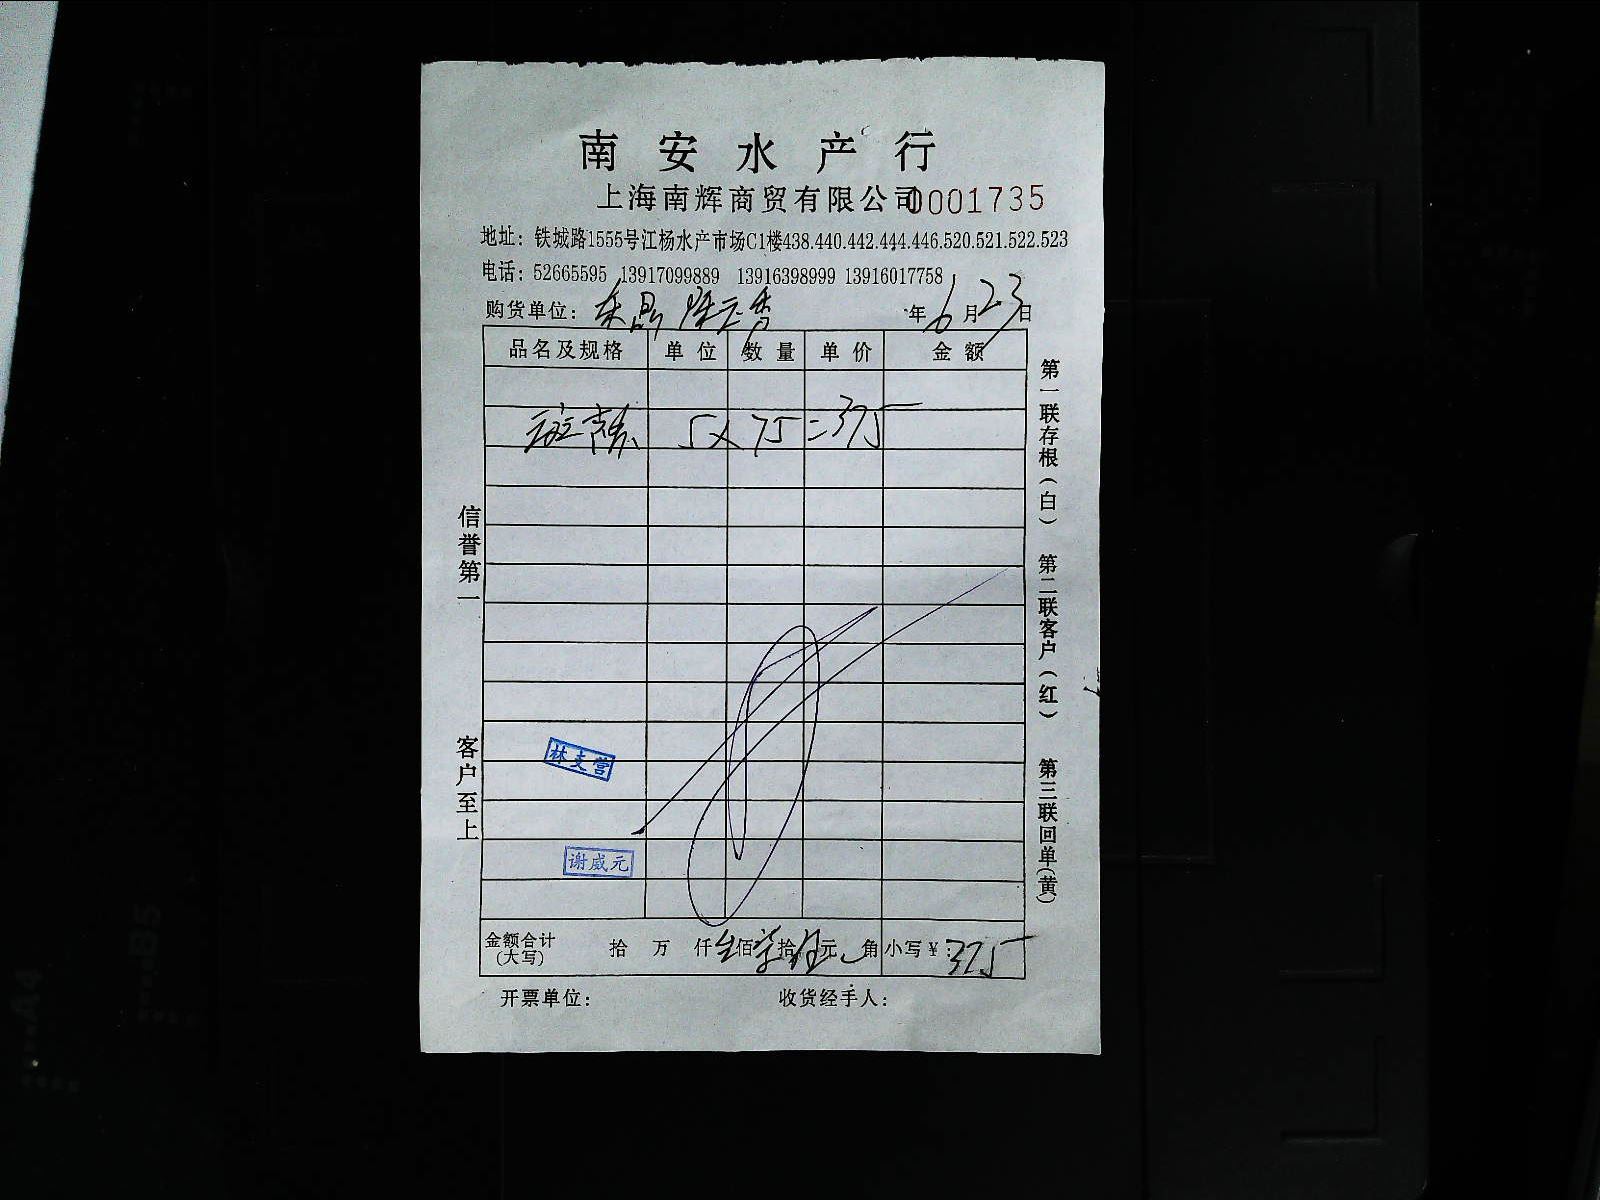 南安水产行
上海南辉商贸有限公司 0001735
地址：铁城路1555号江杨水产市场C1楼438.440.442.444.446.520.521.522.523
电话：52665595 13917099889 13916398999 13916017758
购货单位： 年6月23日
品名及规格 单位 数量 单价 金额
5×75=375
信誉第一
客户至上
第一联存根(白) 第二联客户(红) 第三联回单(黄)
林支营
谢威元
金额合计(大写) 拾 万 仟 叁佰柒拾伍元 角 小写￥：375
开票单位： 收货经手人：